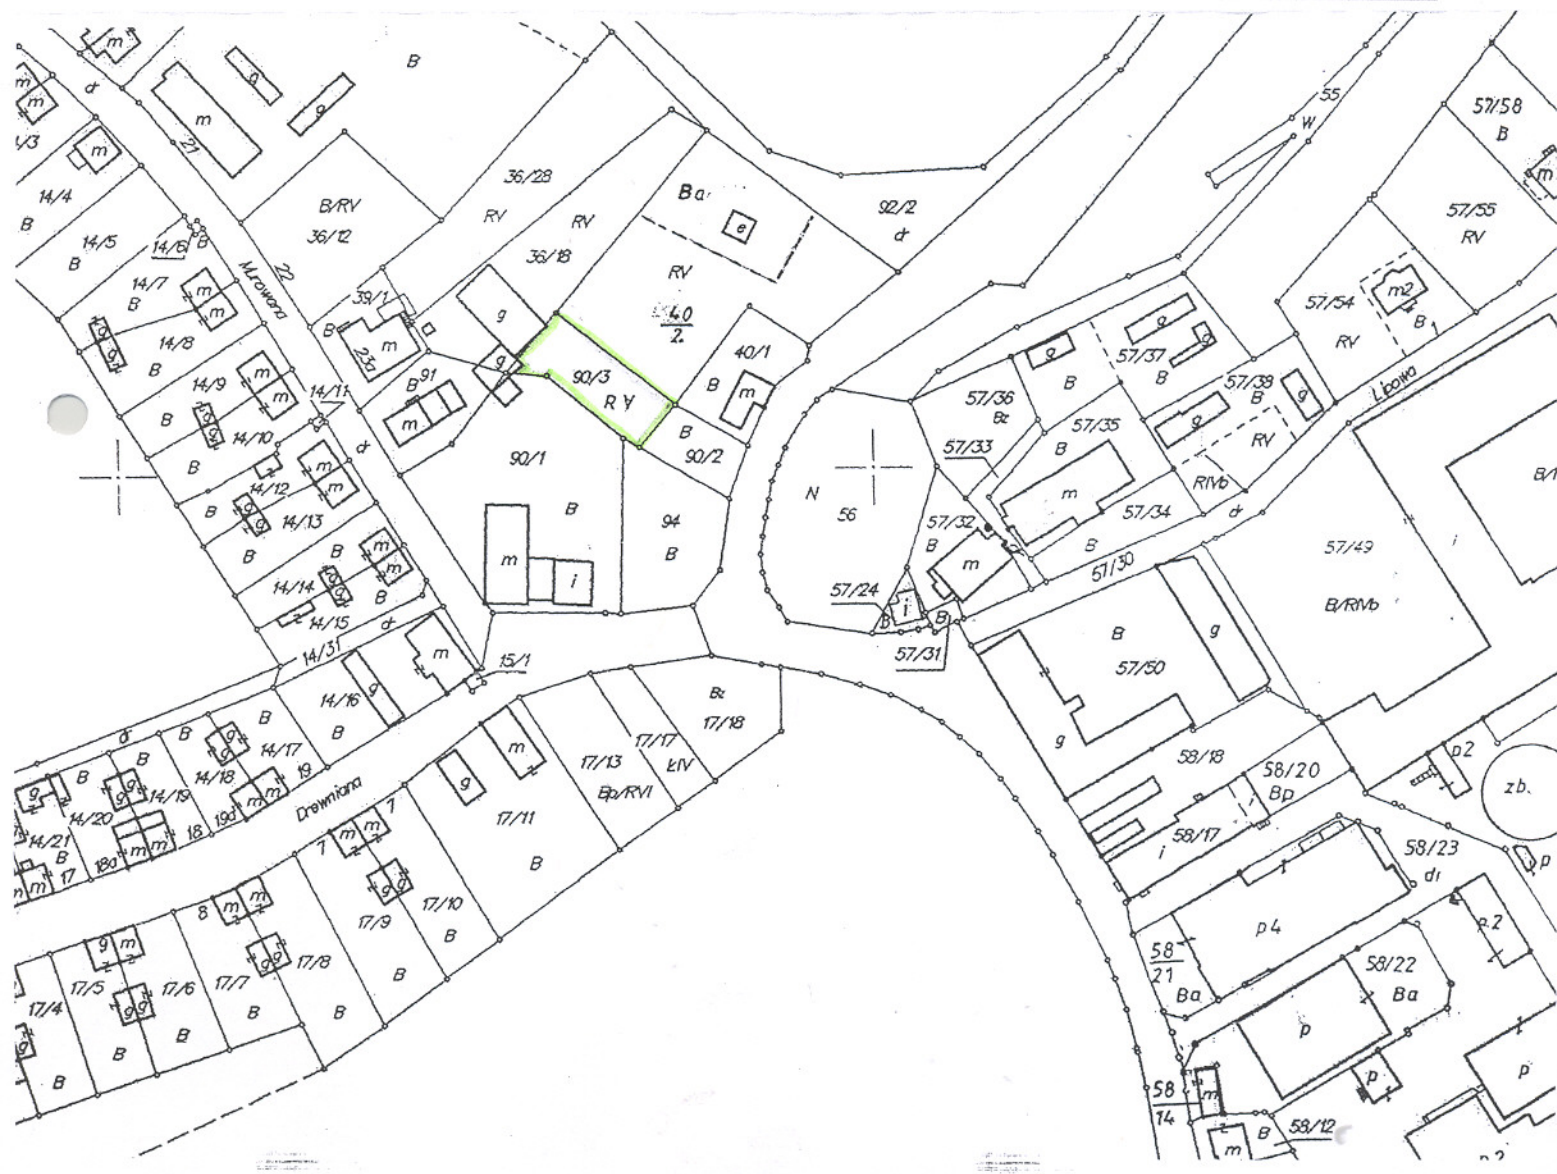 m
B
g
g
m
dr
21
m
m
m
m
14/4
B
14/5
B
14/6
B
14/7
B
m
m
14/8
B
g
g
Murawana
22
B/RV
36/12
36/28
RV
RV
36/18
Ba
e
RV
40
2
92/2
dr
55
W
57/58
B
m
57/55
RV
57/54
RV
m2
B
39/1
B
23a
m
g
g
91
B
m
90/3
40/1
B
m
B
90/2
90/1
B
94
B
m
i
14/9
B
m
m
g
g
14/10
B
14/11
14/12
B
m
m
g
g
14/13
B
dr
14/14
B
m
m
g
g
B
14/15
dr
14/31
m
15/1
14/16
B
g
N
56
57/36
Bz
g
B
57/37
B
g
g
57/38
B
g
g
RV
RIVb
Lipowa
57/33
B
57/35
m
57/34
B
dr
57/32
B
m
57/24
B
i
B
57/31
57/30
57/49
B/RIVb
i
B
57/50
g
g
58/18
58/20
Bp
58/17
i
p2
zb.
58/23
dr
p
p4
p.2
58
21
Ba
58/22
Ba
p
p
p
58
14
m
m
B
58/12
B
14/17
B
14/18
g
g
B
14/19
B
14/20
g
g
g
14/21
B
17
18a
18
19a
19
m
m
m
m
m
Drewniana
7
7
m
m
g
g
g
m
17/11
B
17/13
Bp/RVI
17/17
ŁIV
Bz
17/18
17/10
B
17/9
B
8
m
m
g
g
17/8
B
17/7
B
17/6
B
g
m
g
g
17/5
B
17/4
B
g